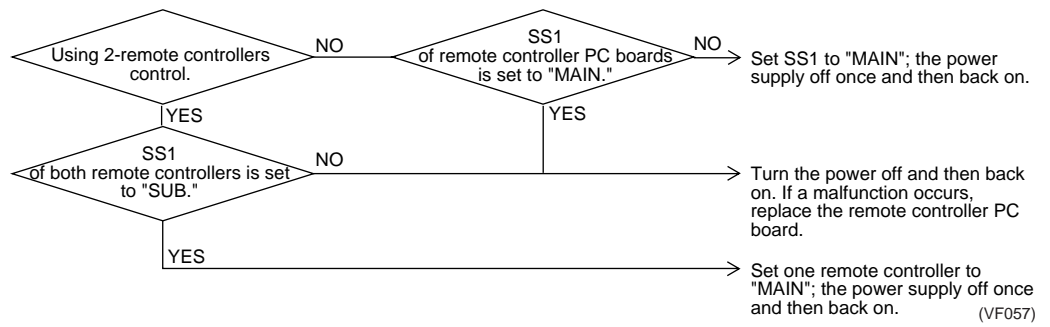 Using 2-remote controllers
control.
NO
SS1
of remote controller PC boards
is set to "MAIN."
NO
Set SS1 to "MAIN"; the power
supply off once and then back on.
YES
YES
SS1
of both remote controllers is set
to "SUB."
NO
Turn the power off and then back
on. If a malfunction occurs,
replace the remote controller PC
board.
YES
Set one remote controller to
"MAIN"; the power supply off once
and then back on.
(VF057)